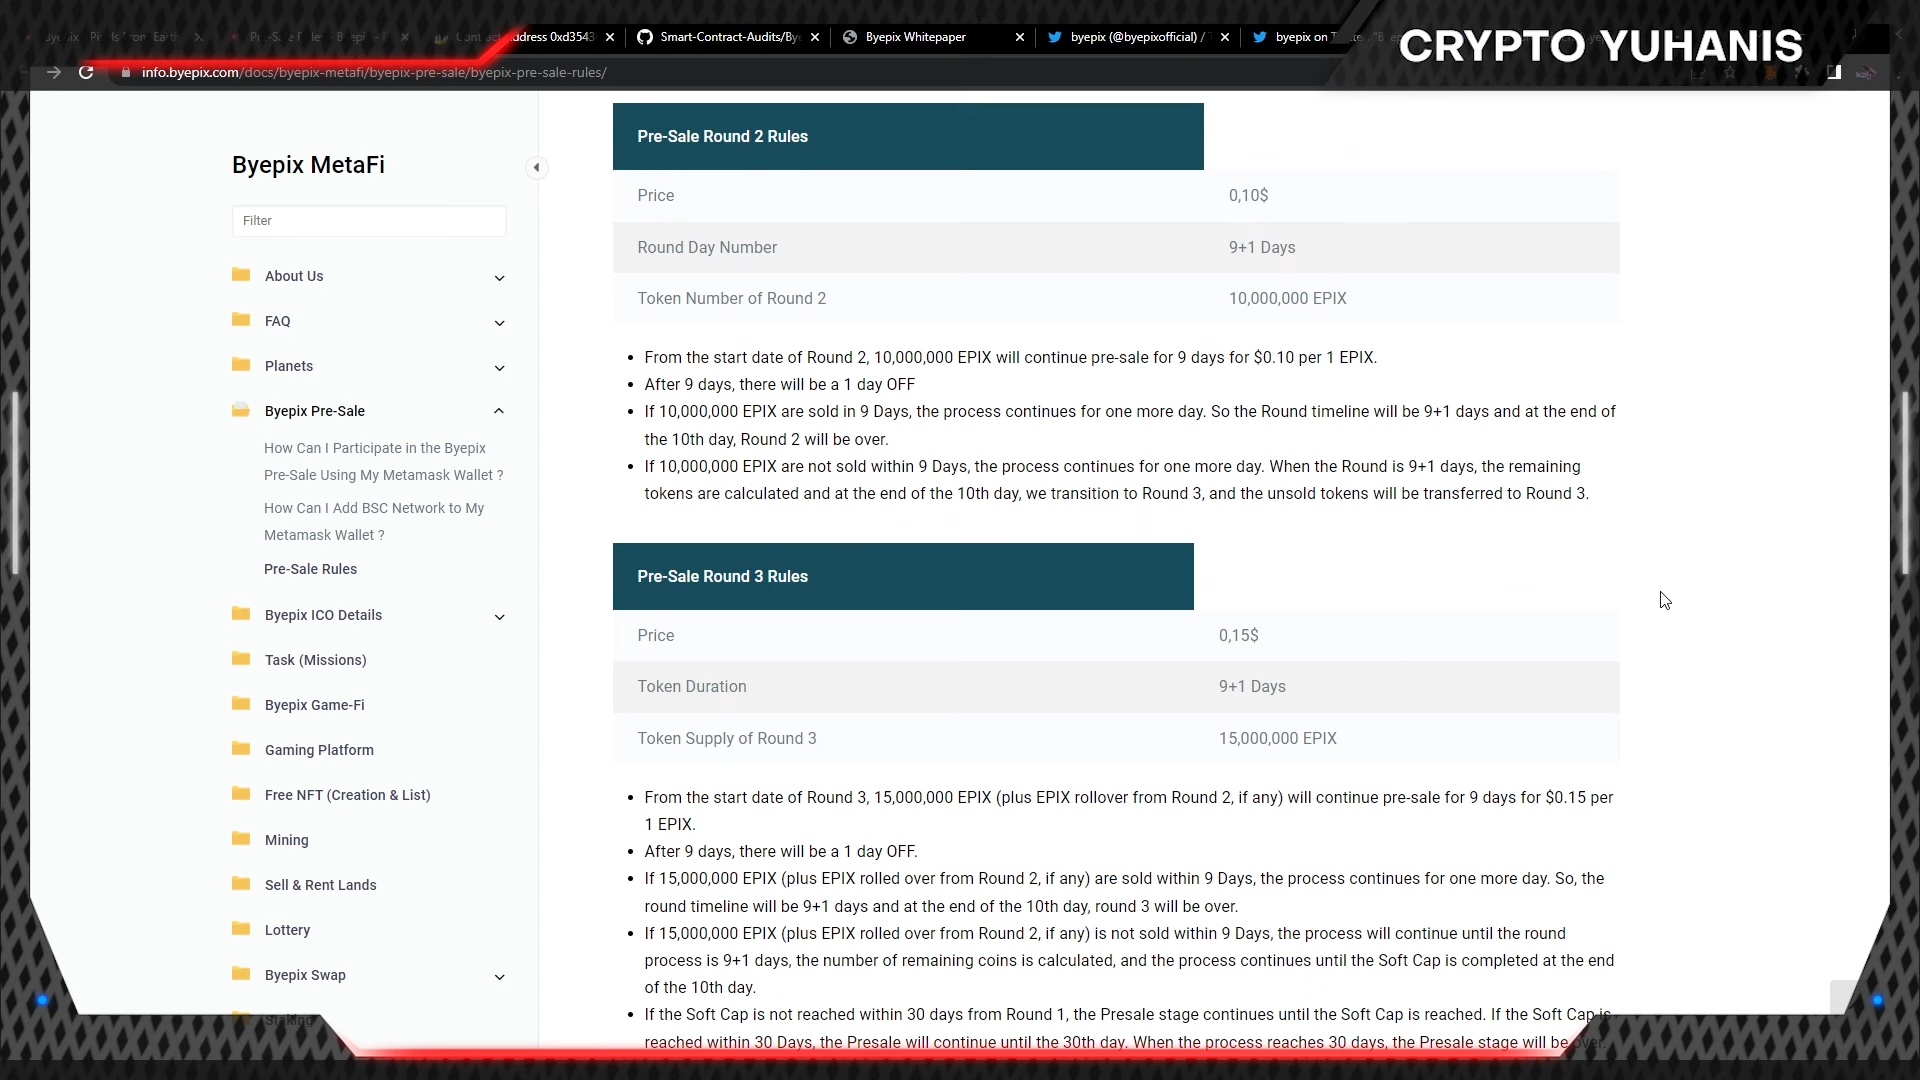 ddress 0xd3543
Smart-Contract-Audits/Bye
Byepix Whitepaper
byepix (@byepixofficial) / T
byepix on
CRYPTO YUHANIS
info.byepix.com/docs/byepix-metafi/byepix-pre-sale/byepix-pre-sale-rules/
Byepix MetaFi
Filter
About Us
FAQ
Planets
Byepix Pre-Sale
How Can I Participate in the Byepix
Pre-Sale Using My Metamask Wallet ?
How Can I Add BSC Network to My
Metamask Wallet ?
Pre-Sale Rules
Byepix ICO Details
Task (Missions)
Byepix Game-Fi
Gaming Platform
Free NFT (Creation & List)
Mining
Sell & Rent Lands
Lottery
Byepix Swap
Staking
Pre-Sale Round 2 Rules
Price 0,10$
Round Day Number 9+1 Days
Token Number of Round 2 10,000,000 EPIX
• From the start date of Round 2, 10,000,000 EPIX will continue pre-sale for 9 days for $0.10 per 1 EPIX.
• After 9 days, there will be a 1 day OFF
• If 10,000,000 EPIX are sold in 9 Days, the process continues for one more day. So the Round timeline will be 9+1 days and at the end of
the 10th day, Round 2 will be over.
• If 10,000,000 EPIX are not sold within 9 Days, the process continues for one more day. When the Round is 9+1 days, the remaining
tokens are calculated and at the end of the 10th day, we transition to Round 3, and the unsold tokens will be transferred to Round 3.
Pre-Sale Round 3 Rules
Price 0,15$
Token Duration 9+1 Days
Token Supply of Round 3 15,000,000 EPIX
• From the start date of Round 3, 15,000,000 EPIX (plus EPIX rollover from Round 2, if any) will continue pre-sale for 9 days for $0.15 per
1 EPIX.
• After 9 days, there will be a 1 day OFF.
• If 15,000,000 EPIX (plus EPIX rolled over from Round 2, if any) are sold within 9 Days, the process continues for one more day. So, the
round timeline will be 9+1 days and at the end of the 10th day, round 3 will be over.
• If 15,000,000 EPIX (plus EPIX rolled over from Round 2, if any) is not sold within 9 Days, the process will continue until the round
process is 9+1 days, the number of remaining coins is calculated, and the process continues until the Soft Cap is completed at the end
of the 10th day.
• If the Soft Cap is not reached within 30 days from Round 1, the Presale stage continues until the Soft Cap is reached. If the Soft Cap is
reached within 30 Days, the Presale will continue until the 30th day. When the process reaches 30 days, the Presale stage will be over.